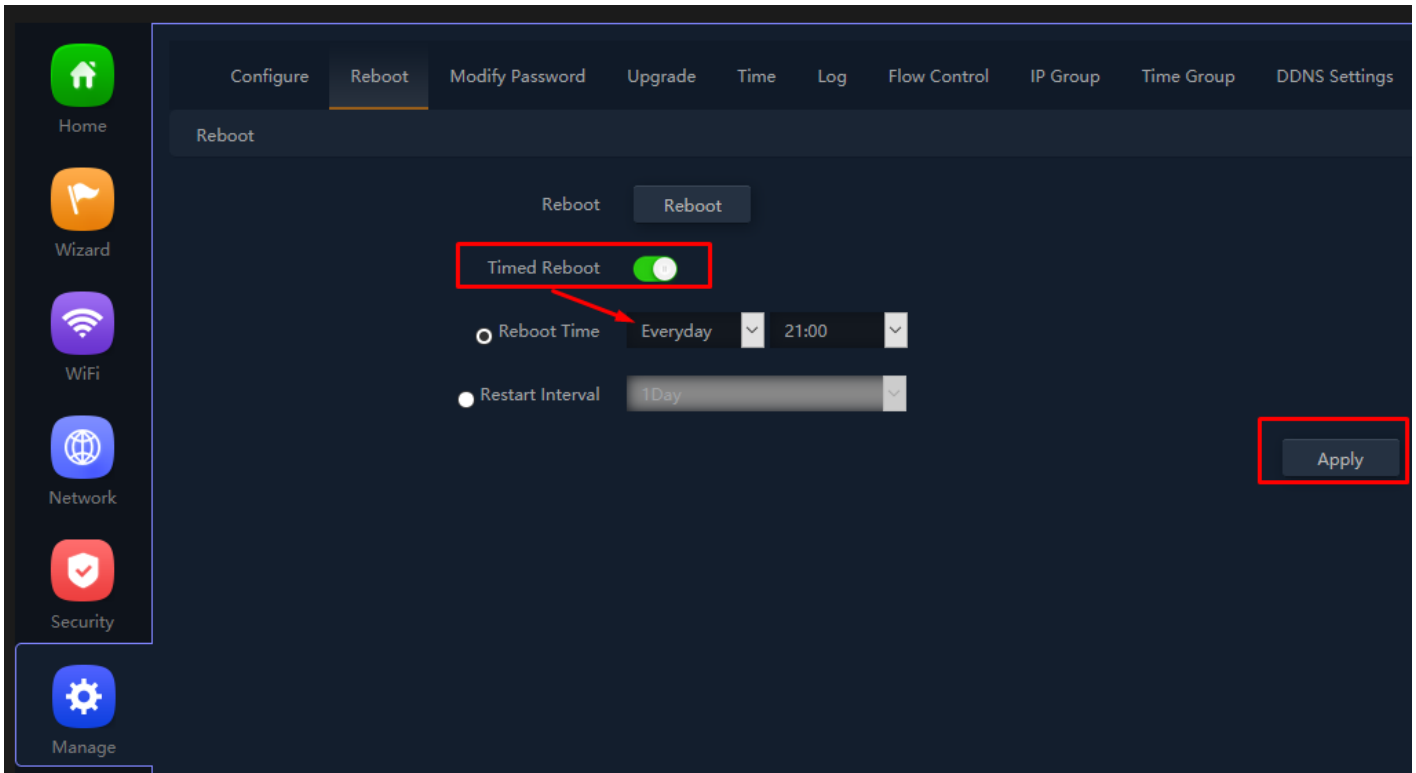 Home
Wizard
WiFi
Network
Security
Manage
Configure Reboot Modify Password Upgrade Time Log Flow Control IP Group Time Group DDNS Settings
Reboot
Reboot Reboot
Timed Reboot
Reboot Time Everyday 21:00
Restart Interval 1Day
Apply